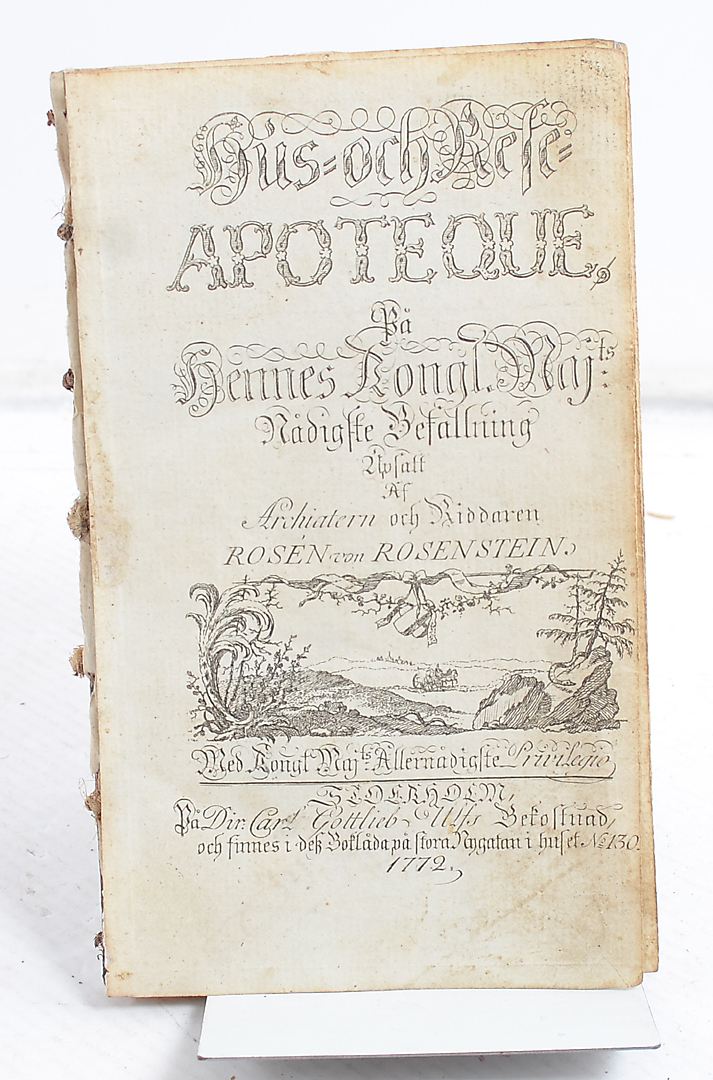 Hus-och Rese-
APOTEQUE,
På
Hennes Kongl. Maj:ts
Nådigste Befallning
Upsatt
Af
Archiatern och Riddaren
ROSÉN von ROSENSTEIN.
Med Kongl Maj:ts Allernådigste Privilegio,
STOCKHOLM,
På Dir. Carl Gottlieb Ulfs Bekostnad,
och finnes i deß Boklåda på stora Nygatan i huset No 130.
1772.